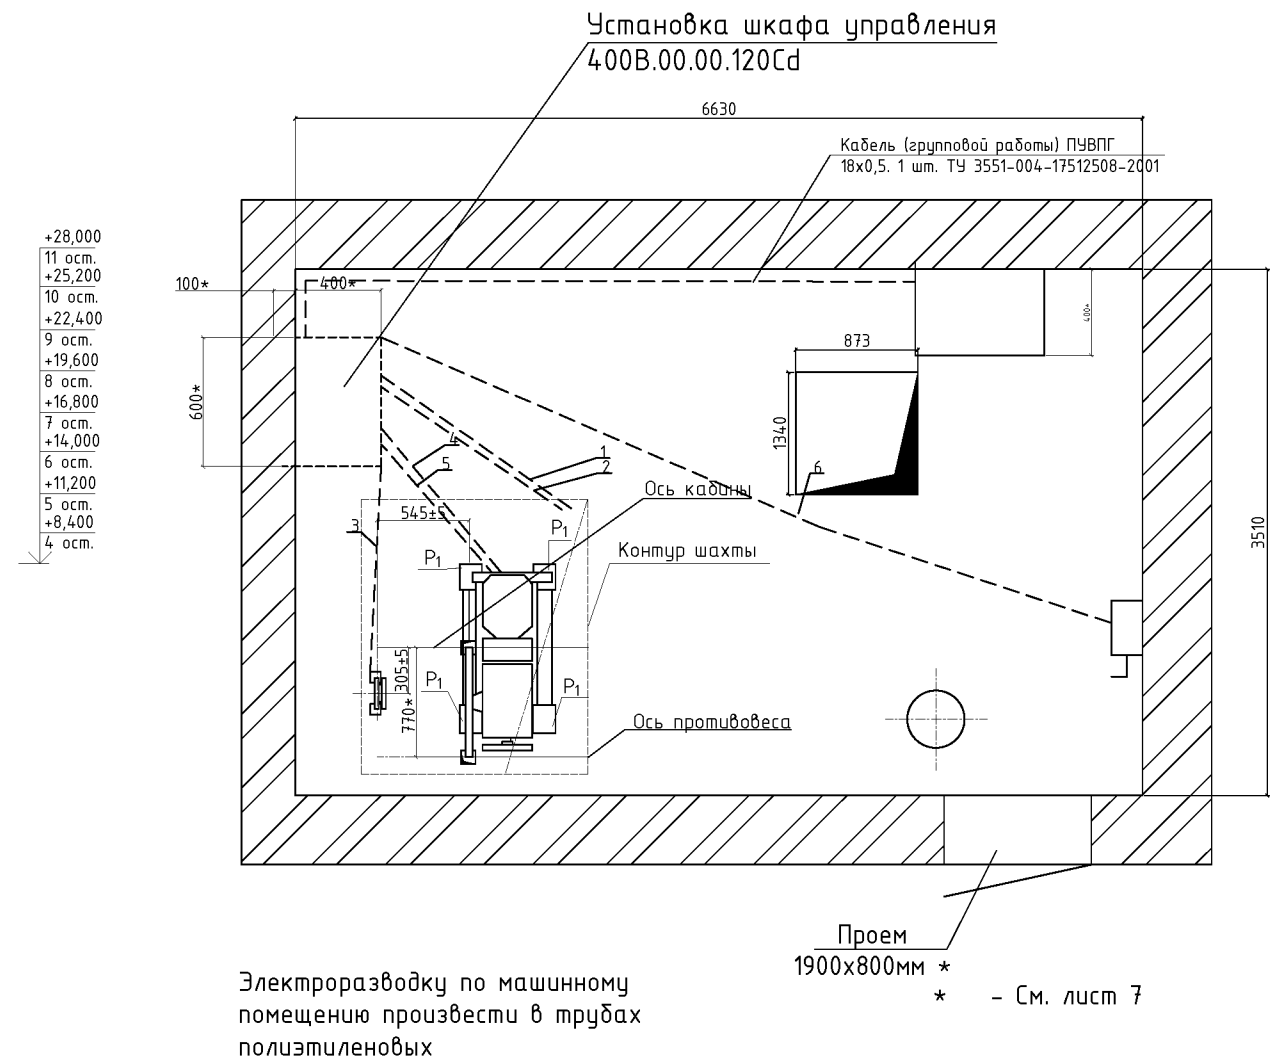 Установка шкафа управления
400В.00.00.120Cd
6630
Кабель (групповой работы) ПУВПГ
18х0,5. 1 шт. ТУ 3551-004-17512508-2001
+28,000
11 ост.
+25,200
10 ост.
+22,400
9 ост.
+19,600
8 ост.
+16,800
7 ост.
+14,000
6 ост.
+11,200
5 ост.
+8,400
4 ост.
100*
400*
400*
600*
873
1340
3510
4
5
1
2
6
3
Ось кабины
545±5
P1
P1
Контур шахты
305±5
770*
P1
P1
Ось противовеса
Проем
1900х800мм *
* - См. лист 7
Электроразводку по машинному
помещению произвести в трубах
полиэтиленовых